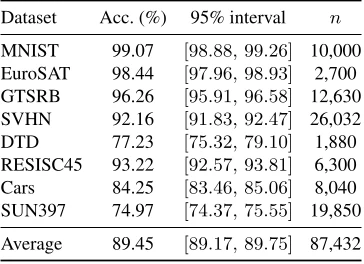 Dataset Acc. (%) 95% interval n
MNIST 99.07 [98.88, 99.26] 10,000
EuroSAT 98.44 [97.96, 98.93] 2,700
GTSRB 96.26 [95.91, 96.58] 12,630
SVHN 92.16 [91.83, 92.47] 26,032
DTD 77.23 [75.32, 79.10] 1,880
RESISC45 93.22 [92.57, 93.81] 6,300
Cars 84.25 [83.46, 85.06] 8,040
SUN397 74.97 [74.37, 75.55] 19,850
Average 89.45 [89.17, 89.75] 87,432